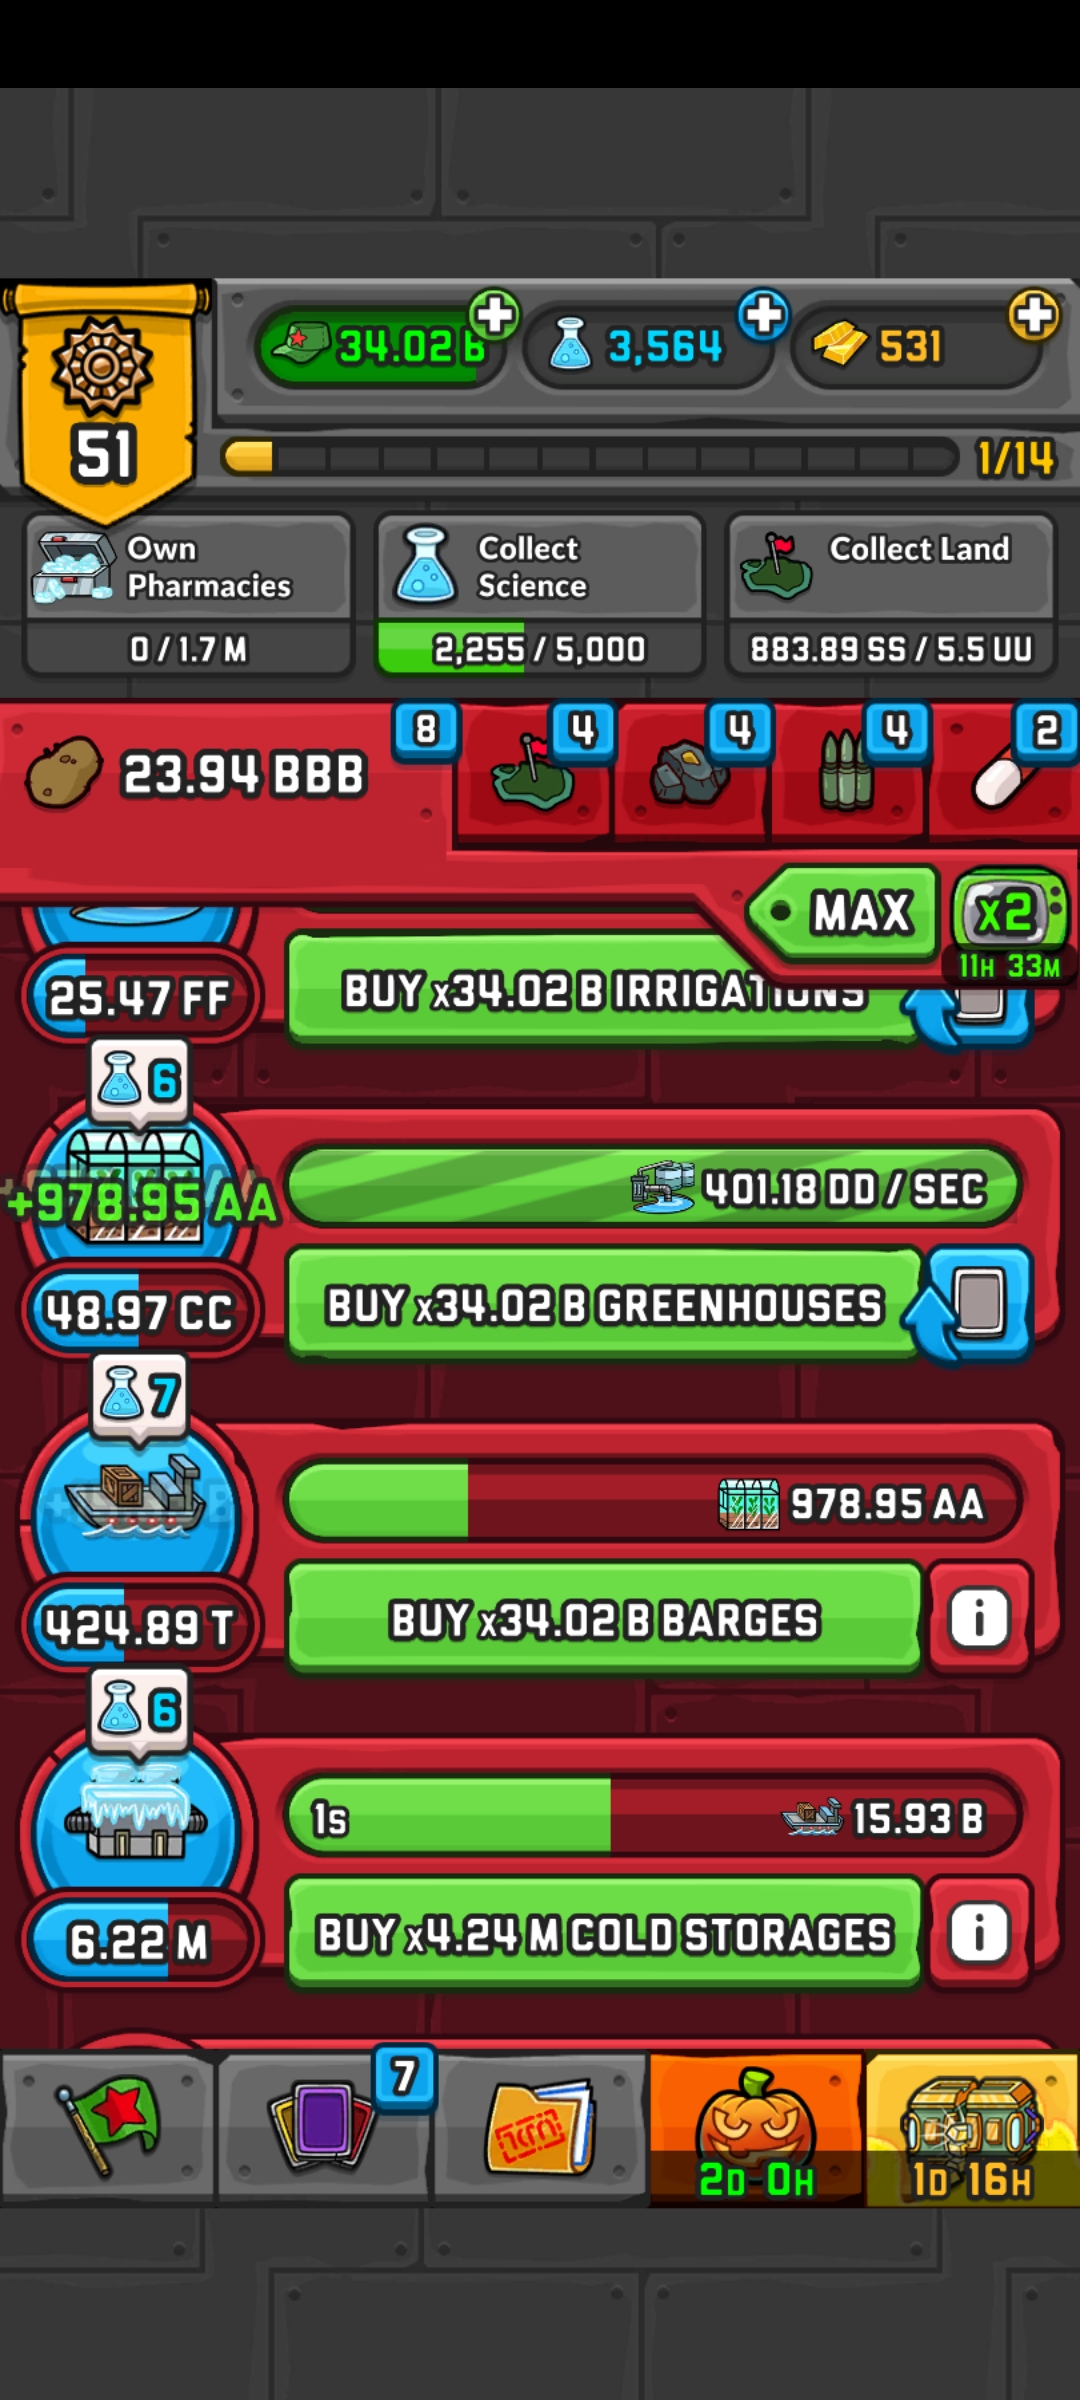 34.02 B
3,564
531
51
1/14
Own
Pharmacies
0 / 1.7 M
Collect
Science
2,255 / 5,000
Collect Land
883.89 SS / 5.5 UU
23.94 BBB
8
4
4
4
2
MAX
x2
11H 33M
25.47 FF
BUY x34.02 B IRRIGATIONS
6
+978.95 AA
401.18 DD / SEC
48.97 CC
BUY x34.02 B GREENHOUSES
7
978.95 AA
424.89 T
BUY x34.02 B BARGES
i
6
1s
15.93 B
6.22 M
BUY x4.24 M COLD STORAGES
i
7
2D 0H
1D 16H